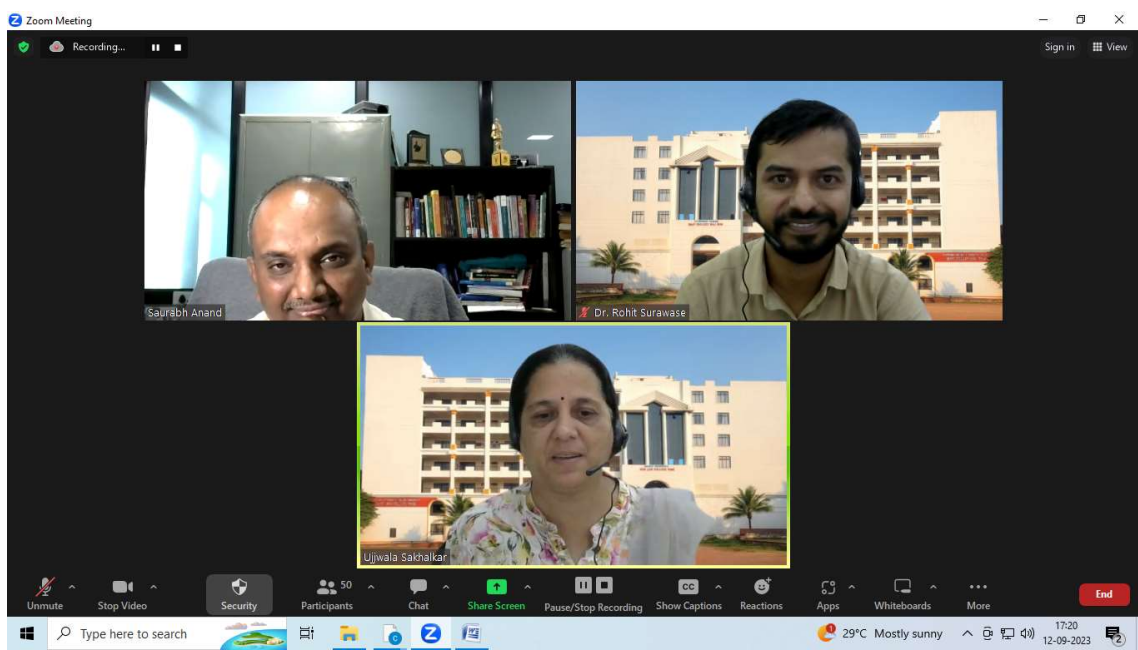 Zoom Meeting
Recording...
Sign in
View
Saurabh Anand
Dr. Rohit Surawase
Ujjwala Sakhalkar
Unmute
Stop Video
Security
50
Participants
Chat
Share Screen
Pause/Stop Recording
CC
Show Captions
Reactions
Apps
Whiteboards
More
End
Type here to search
29°C Mostly sunny
17:20
12-09-2023
2